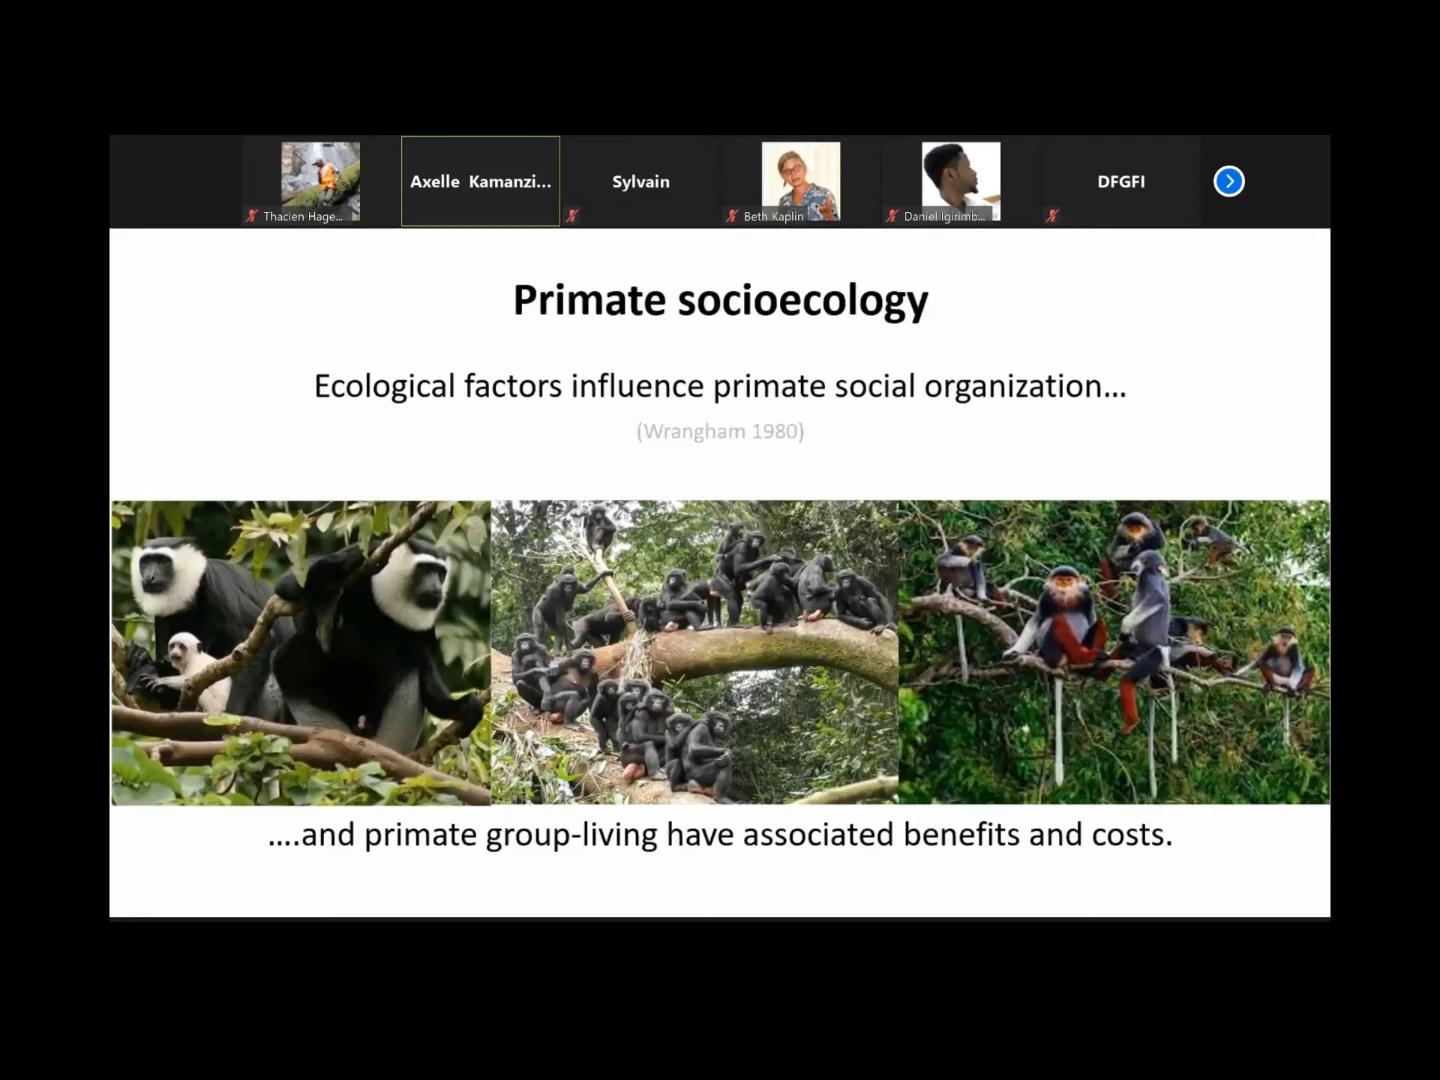 Thacien Hage...
Axelle Kamanzi...
Sylvain
Beth Kaplin
Daniel Igirimb...
DFGFI
Primate socioecology
Ecological factors influence primate social organization...
(Wrangham 1980)
....and primate group-living have associated benefits and costs.